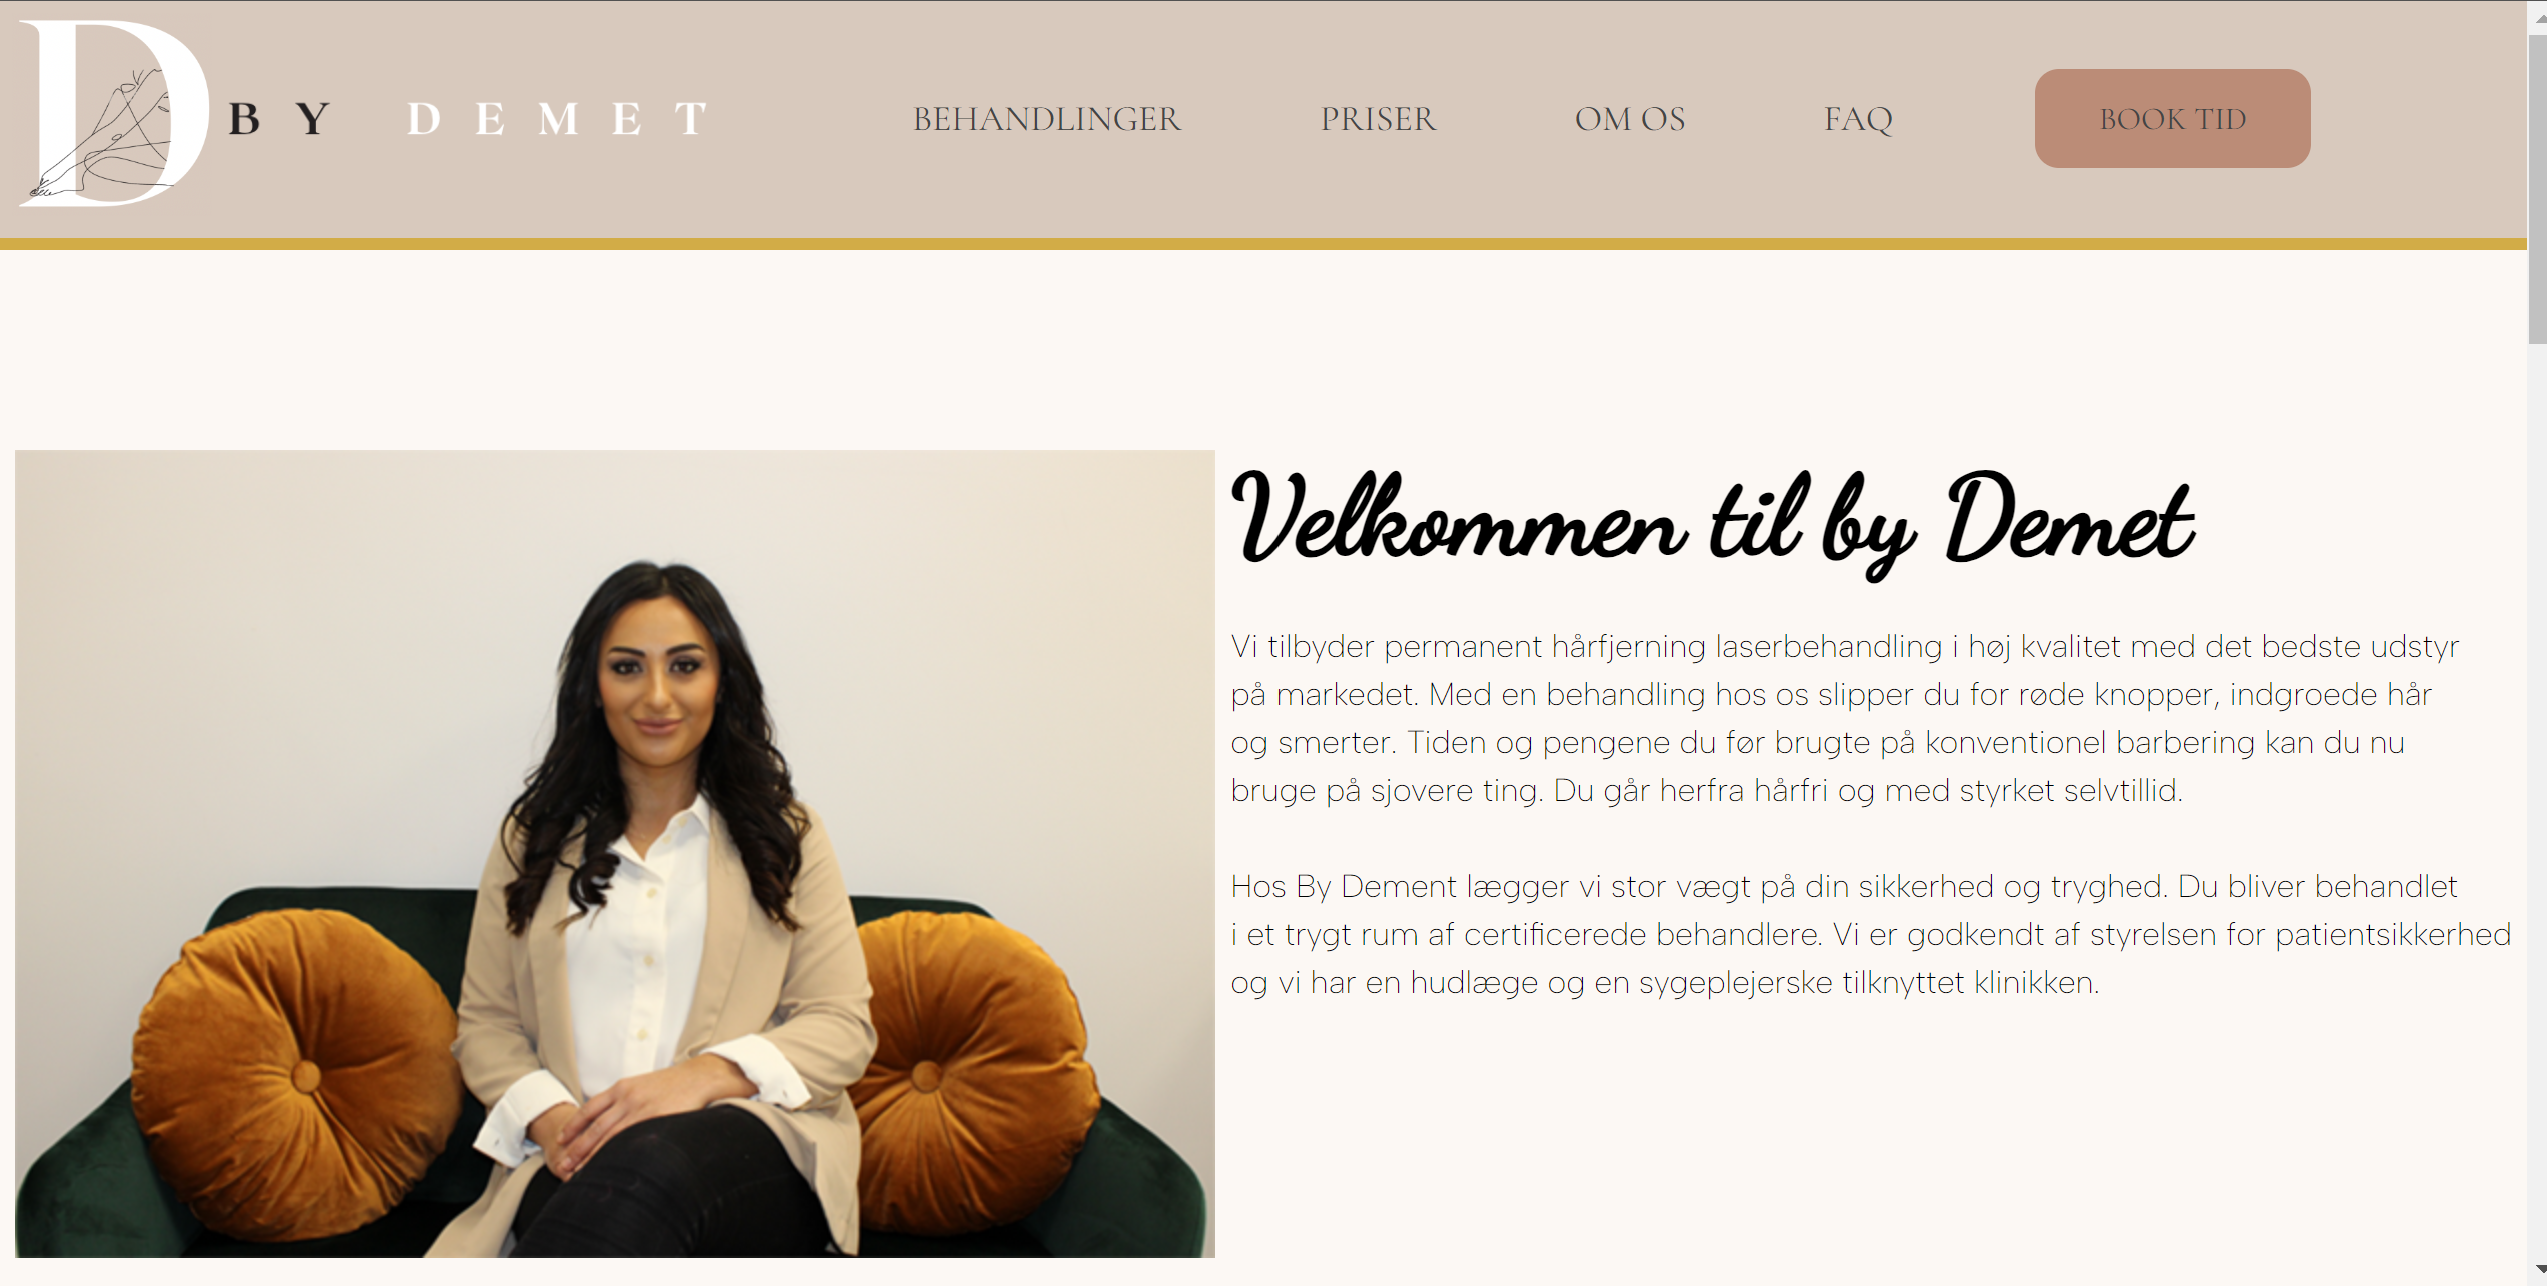 BY DEMET
BEHANDLINGER
PRISER
OM OS
FAQ
BOOK TID
Velkommen til by Demet
Vi tilbyder permanent hårfjerning laserbehandling i høj kvalitet med det bedste udstyr
på markedet. Med en behandling hos os slipper du for røde knopper, indgroede hår
og smerter. Tiden og pengene du før brugte på konventionel barbering kan du nu
bruge på sjovere ting. Du går herfra hårfri og med styrket selvtillid.
Hos By Dement lægger vi stor vægt på din sikkerhed og tryghed. Du bliver behandlet
i et trygt rum af certificerede behandlere. Vi er godkendt af styrelsen for patientsikkerhed
og vi har en hudlæge og en sygeplejerske tilknyttet klinikken.